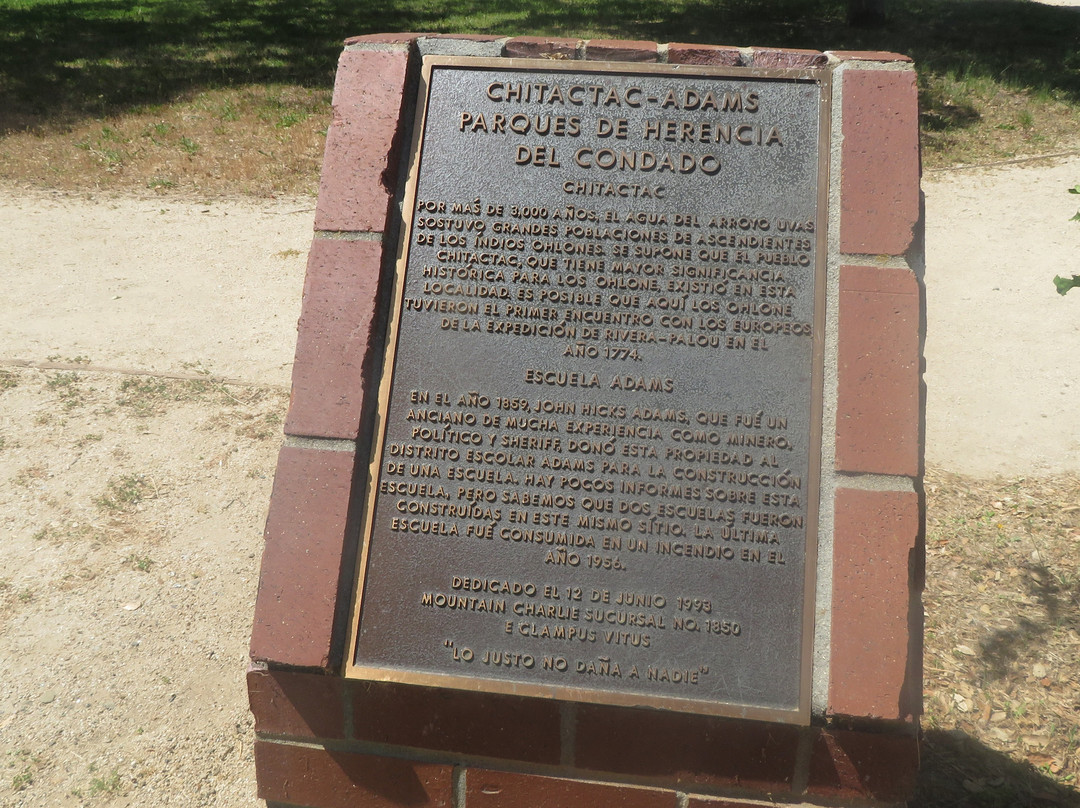 CHITACTAC-ADAMS
PARQUES DE HERENCIA
DEL CONDADO
CHITACTAC
POR MÁS DE 3,000 AÑOS, EL AGUA DEL ARROYO UVAS
SOSTUVO GRANDES POBLACIONES DE ASCENDIENTES
DE LOS ÍNDIOS OHLONES. SE SUPONE QUE EL PUEBLO
CHITACTAC, QUE TIENE MAYOR SIGNIFICANCIA
HISTÓRICA PARA LOS OHLONE, EXISTIÓ EN ESTA
LOCALIDAD. ES POSIBLE QUE AQUÍ LOS OHLONE
TUVIERON EL PRIMER ENCUENTRO CON LOS EUROPEOS
DE LA EXPEDICIÓN DE RIVERA-PALOU EN EL
AÑO 1774.
ESCUELA ADAMS
EN EL AÑO 1859, JOHN HICKS ADAMS, QUE FUÉ UN
ANCIANO DE MUCHA EXPERIENCIA COMO MINERO,
POLÍTICO Y SHERIFF, DONÓ ESTA PROPIEDAD AL
DISTRITO ESCOLAR ADAMS PARA LA CONSTRUCCIÓN
DE UNA ESCUELA. HAY POCOS INFORMES SOBRE ESTA
ESCUELA, PERO SABEMOS QUE DOS ESCUELAS FUERON
CONSTRUÍDAS EN ESTE MISMO SÍTIO. LA ÚLTIMA
ESCUELA FUÉ CONSUMIDA EN UN INCENDIO EN EL
AÑO 1956.
DEDICADO EL 12 DE JUNIO 1993
MOUNTAIN CHARLIE SUCURSAL NO. 1850
E CLAMPUS VITUS
"LO JUSTO NO DAÑA A NADIE"